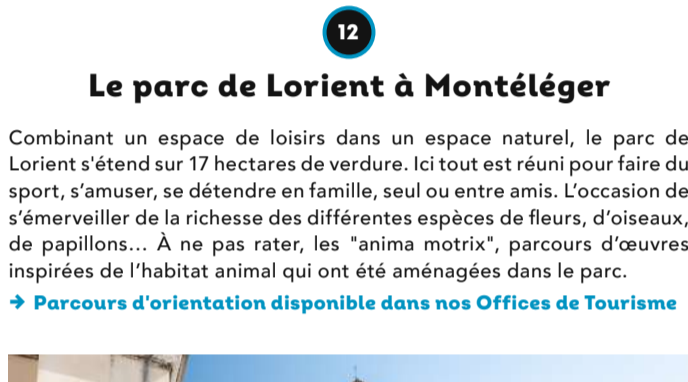 12
Le parc de Lorient à Montéléger
Combinant un espace de loisirs dans un espace naturel, le parc de
Lorient s'étend sur 17 hectares de verdure. Ici tout est réuni pour faire du
sport, s’amuser, se détendre en famille, seul ou entre amis. L’occasion de
s’émerveiller de la richesse des différentes espèces de fleurs, d’oiseaux,
de papillons… À ne pas rater, les "anima motrix", parcours d’œuvres
inspirées de l’habitat animal qui ont été aménagées dans le parc.
➔ Parcours d'orientation disponible dans nos Offices de Tourisme